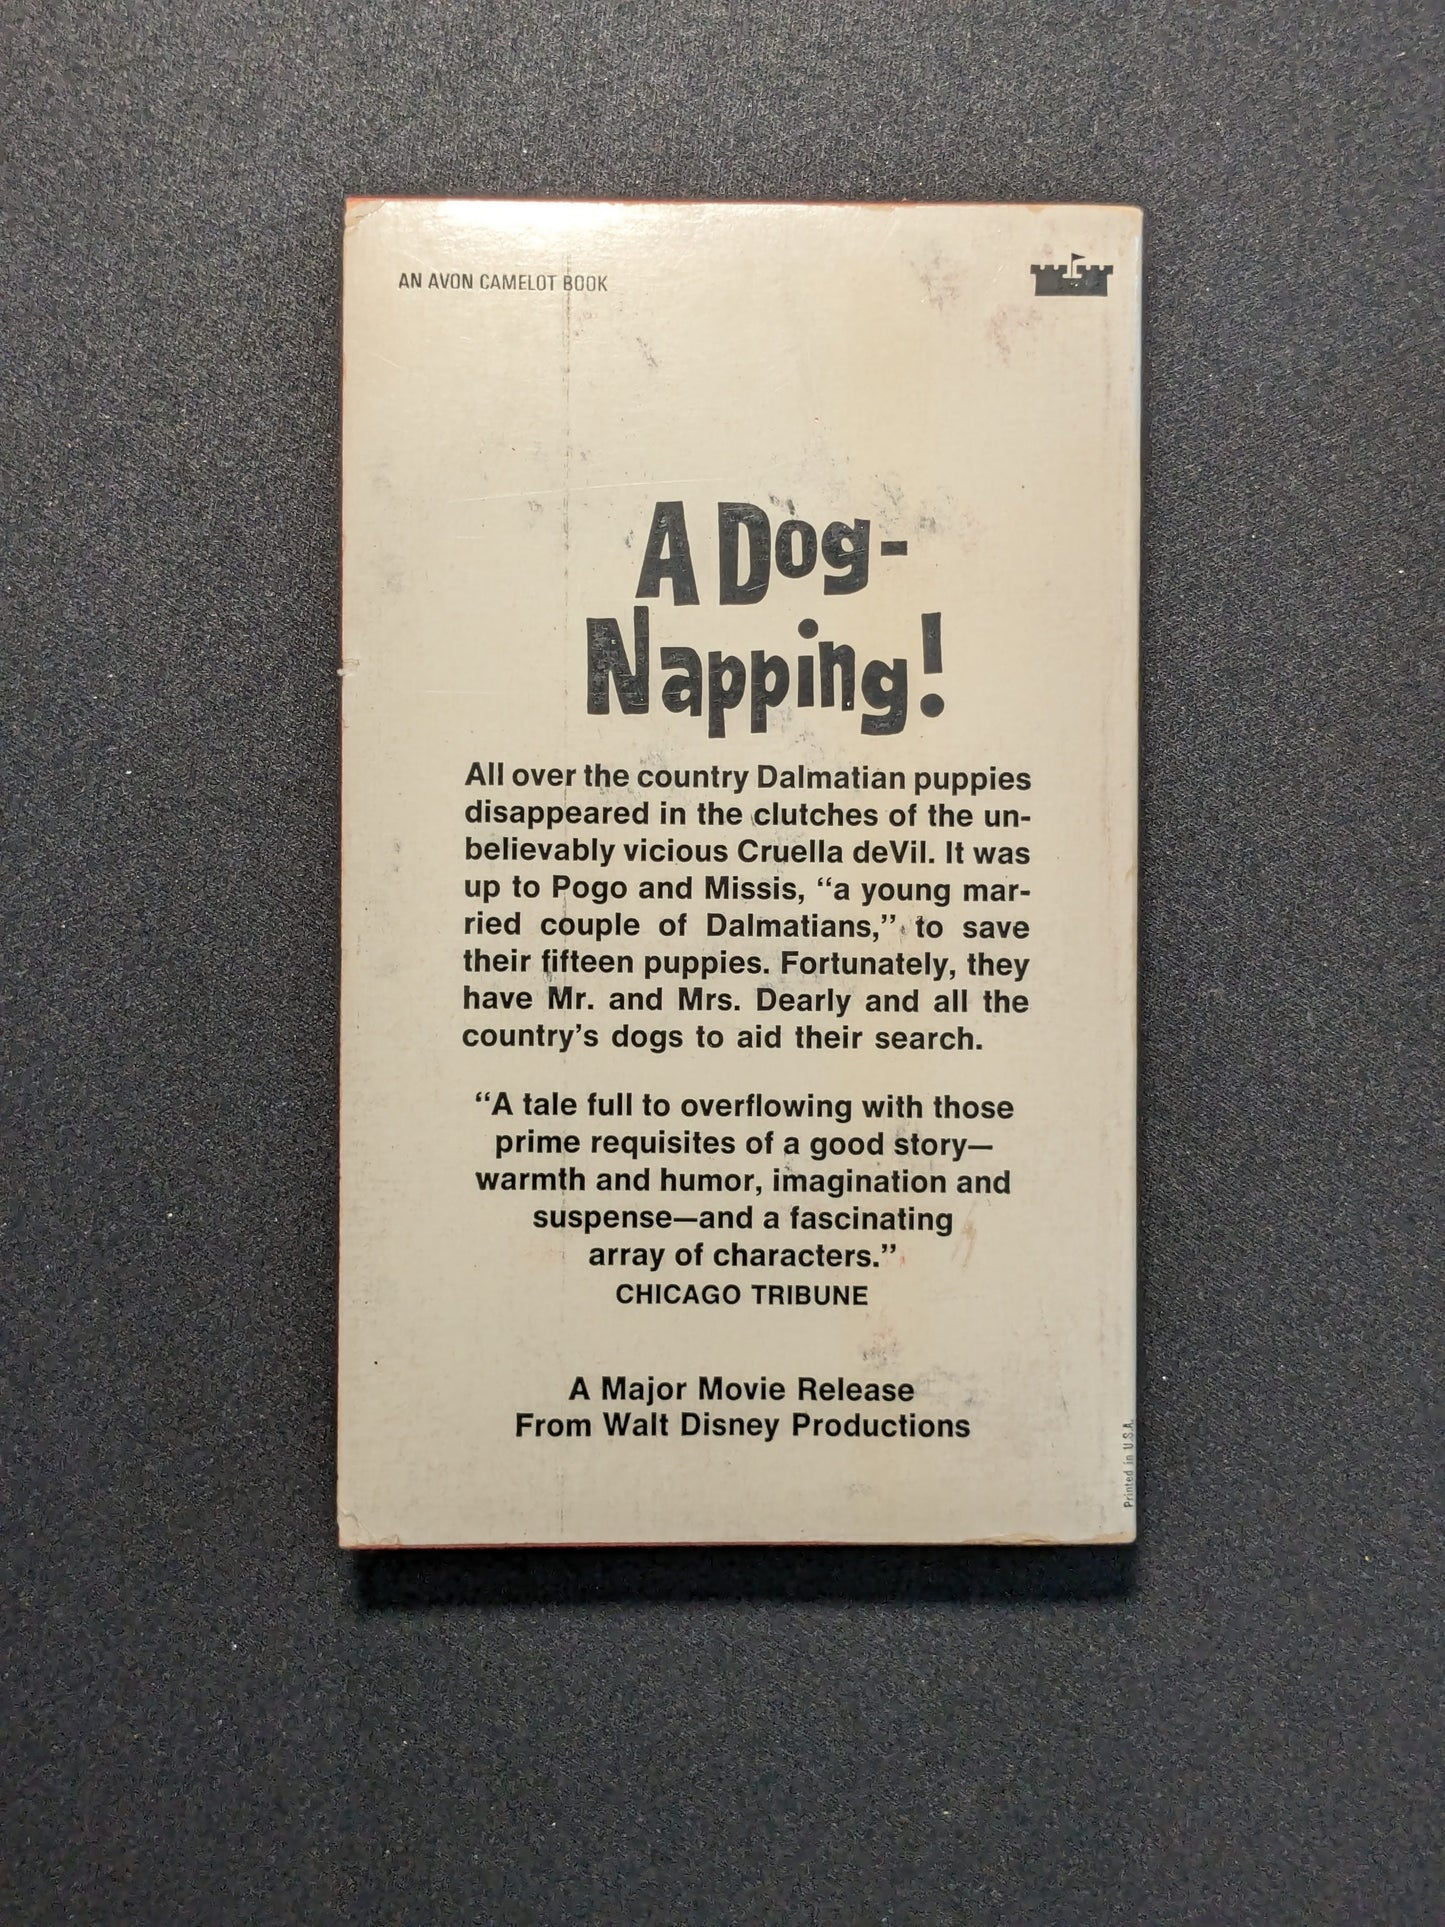 AN AVON CAMELOT BOOK
A Dog-
Napping!
All over the country Dalmatian puppies
disappeared in the clutches of the un-
believably vicious Cruella deVil. It was
up to Pogo and Missis, “a young mar-
ried couple of Dalmatians,” to save
their fifteen puppies. Fortunately, they
have Mr. and Mrs. Dearly and all the
country’s dogs to aid their search.
“A tale full to overflowing with those
prime requisites of a good story—
warmth and humor, imagination and
suspense—and a fascinating
array of characters.”
CHICAGO TRIBUNE
A Major Movie Release
From Walt Disney Productions
Printed in U.S.A.